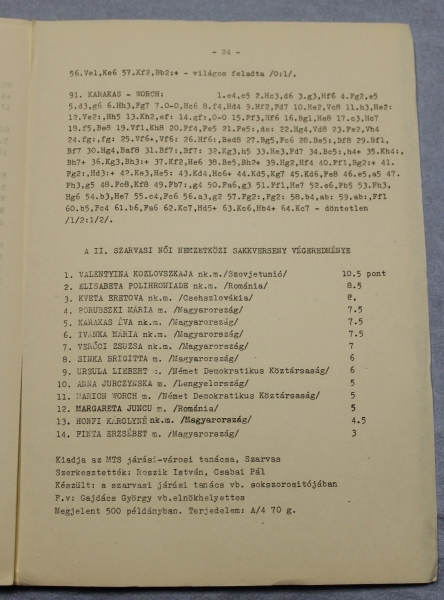 - 84 -
56.Ve1,Ke6 57.Kf2,Bb2:+ - világos feladta /0:1/.
91. KARAKAS - WORCH: 1.e4,c5 2.Hc3,d6 3.g3,Hf6 4.Fg2,e5
5.d3,g6 6.Hh3,Fg7 7.0-0,Hc6 8.f4,Hd4 9.Hf2,Fd7 10.He2,Vc8 11.h3,He2:
12.Ve2:,Hh5 13.Kh2,ef: 14.gf:,0-0 15.Ff3,Hf6 16.Bg1,He8 17.c3,Hc7
19.f5,Be8 19.Vf1,Kh8 20.Ff4,Fe5 21.Fe5:,de: 22.Hg4,Vd8 23.Fe2,Vh4
24.fg:,fg: 25.Vf6+,Vf6: 26.Hf6:,Bed8 27.Bg5,Fc6 28.Be5:,Bf8 29.Bf1,
Bf7 30.Hg4,Baf8 31.Bf7:,Bf7: 32.Kg3,h5 33.He3,Fd7 34.Bc5:,h4+ 35.Kh4:,
Bh7+ 36.Kg3,Bh3:+ 37.Kf2,He6 38.Be5,Bh2+ 39.Hg2,Hf4 40.Ff1,Bg2:+ 41.
Fg2:,Hd3:+ 42.Ke3,He5: 43.Kd4,Hc6+ 44.Kd5,Kg7 45.Kd6,Fe8 46.e5,a5 47.
Fh3,g5 48.Fc8,Kf8 49.Fb7:,g4 50.Fa6,g3 51.Ff1,He7 52.e6,Fb5 53.Fh3,
Hg6 54.b3,He7 55.c4,Fc6 56.a3,g2 57.Fg2:,Fg2: 58.b4,ab: 59.ab:,Ff1
60.b5,Fc4 61.b6,Fa6 62.Kc7,Hd5+ 63.Kc6,Hb4+ 64.Kc7 - döntetlen
/1/2:1/2/.
A II. SZARVASI NŐI NEMZETKÖZI SAKKVERSENY VÉGEREDMÉNYE
1. VALENTYINA KOZLOVSZKAJA nk.m./Szovjetunió/ 10.5 pont
2. ELISABETA POLIHRONIADE nk.m. /Románia/ 8.5
3. KVETA ERETOVA nk.m. /Csehszlovákia/ 8.
4. PORUBSZKI MÁRIA m. /Magyarország/ 7.5
5. KARAKAS ÉVA nk.m. /Magyarország/ 7.5
6. IVÁNKA MÁRIA nk.m. /Magyarország/ 7.5
7. VERŐCI ZSUZSA nk.m. /Magyarország/ 7
8. SINKA BRIGITTA m. /Magyarország/ 6
9. URSULA LIEBERT m. /Német Demokratikus Köztársaság/ 6
10. ANNA JURCZYNSKA m. /Lengyelország/ 5
11. MARION WORCH m. /Német Demokratikus Köztársaság/ 5
12. MARGARETA JUNCU m. /Románia/ 5
13. HONFI KÁROLYNÉ nk.m. /Magyarország/ 4.5
14. FINTA ERZSÉBET m. /Magyarország/ 3
Kiadja az MTS járási-városi tanácsa, Szarvas
Szerkesztették: Roszik István, Csabai Pál
Készült: a szarvasi járási tanács vb. sokszorosítójában
F.v: Gajdács György vb.elnökhelyettes
Megjelent 500 példányban. Terjedelem: A/4 70 g.